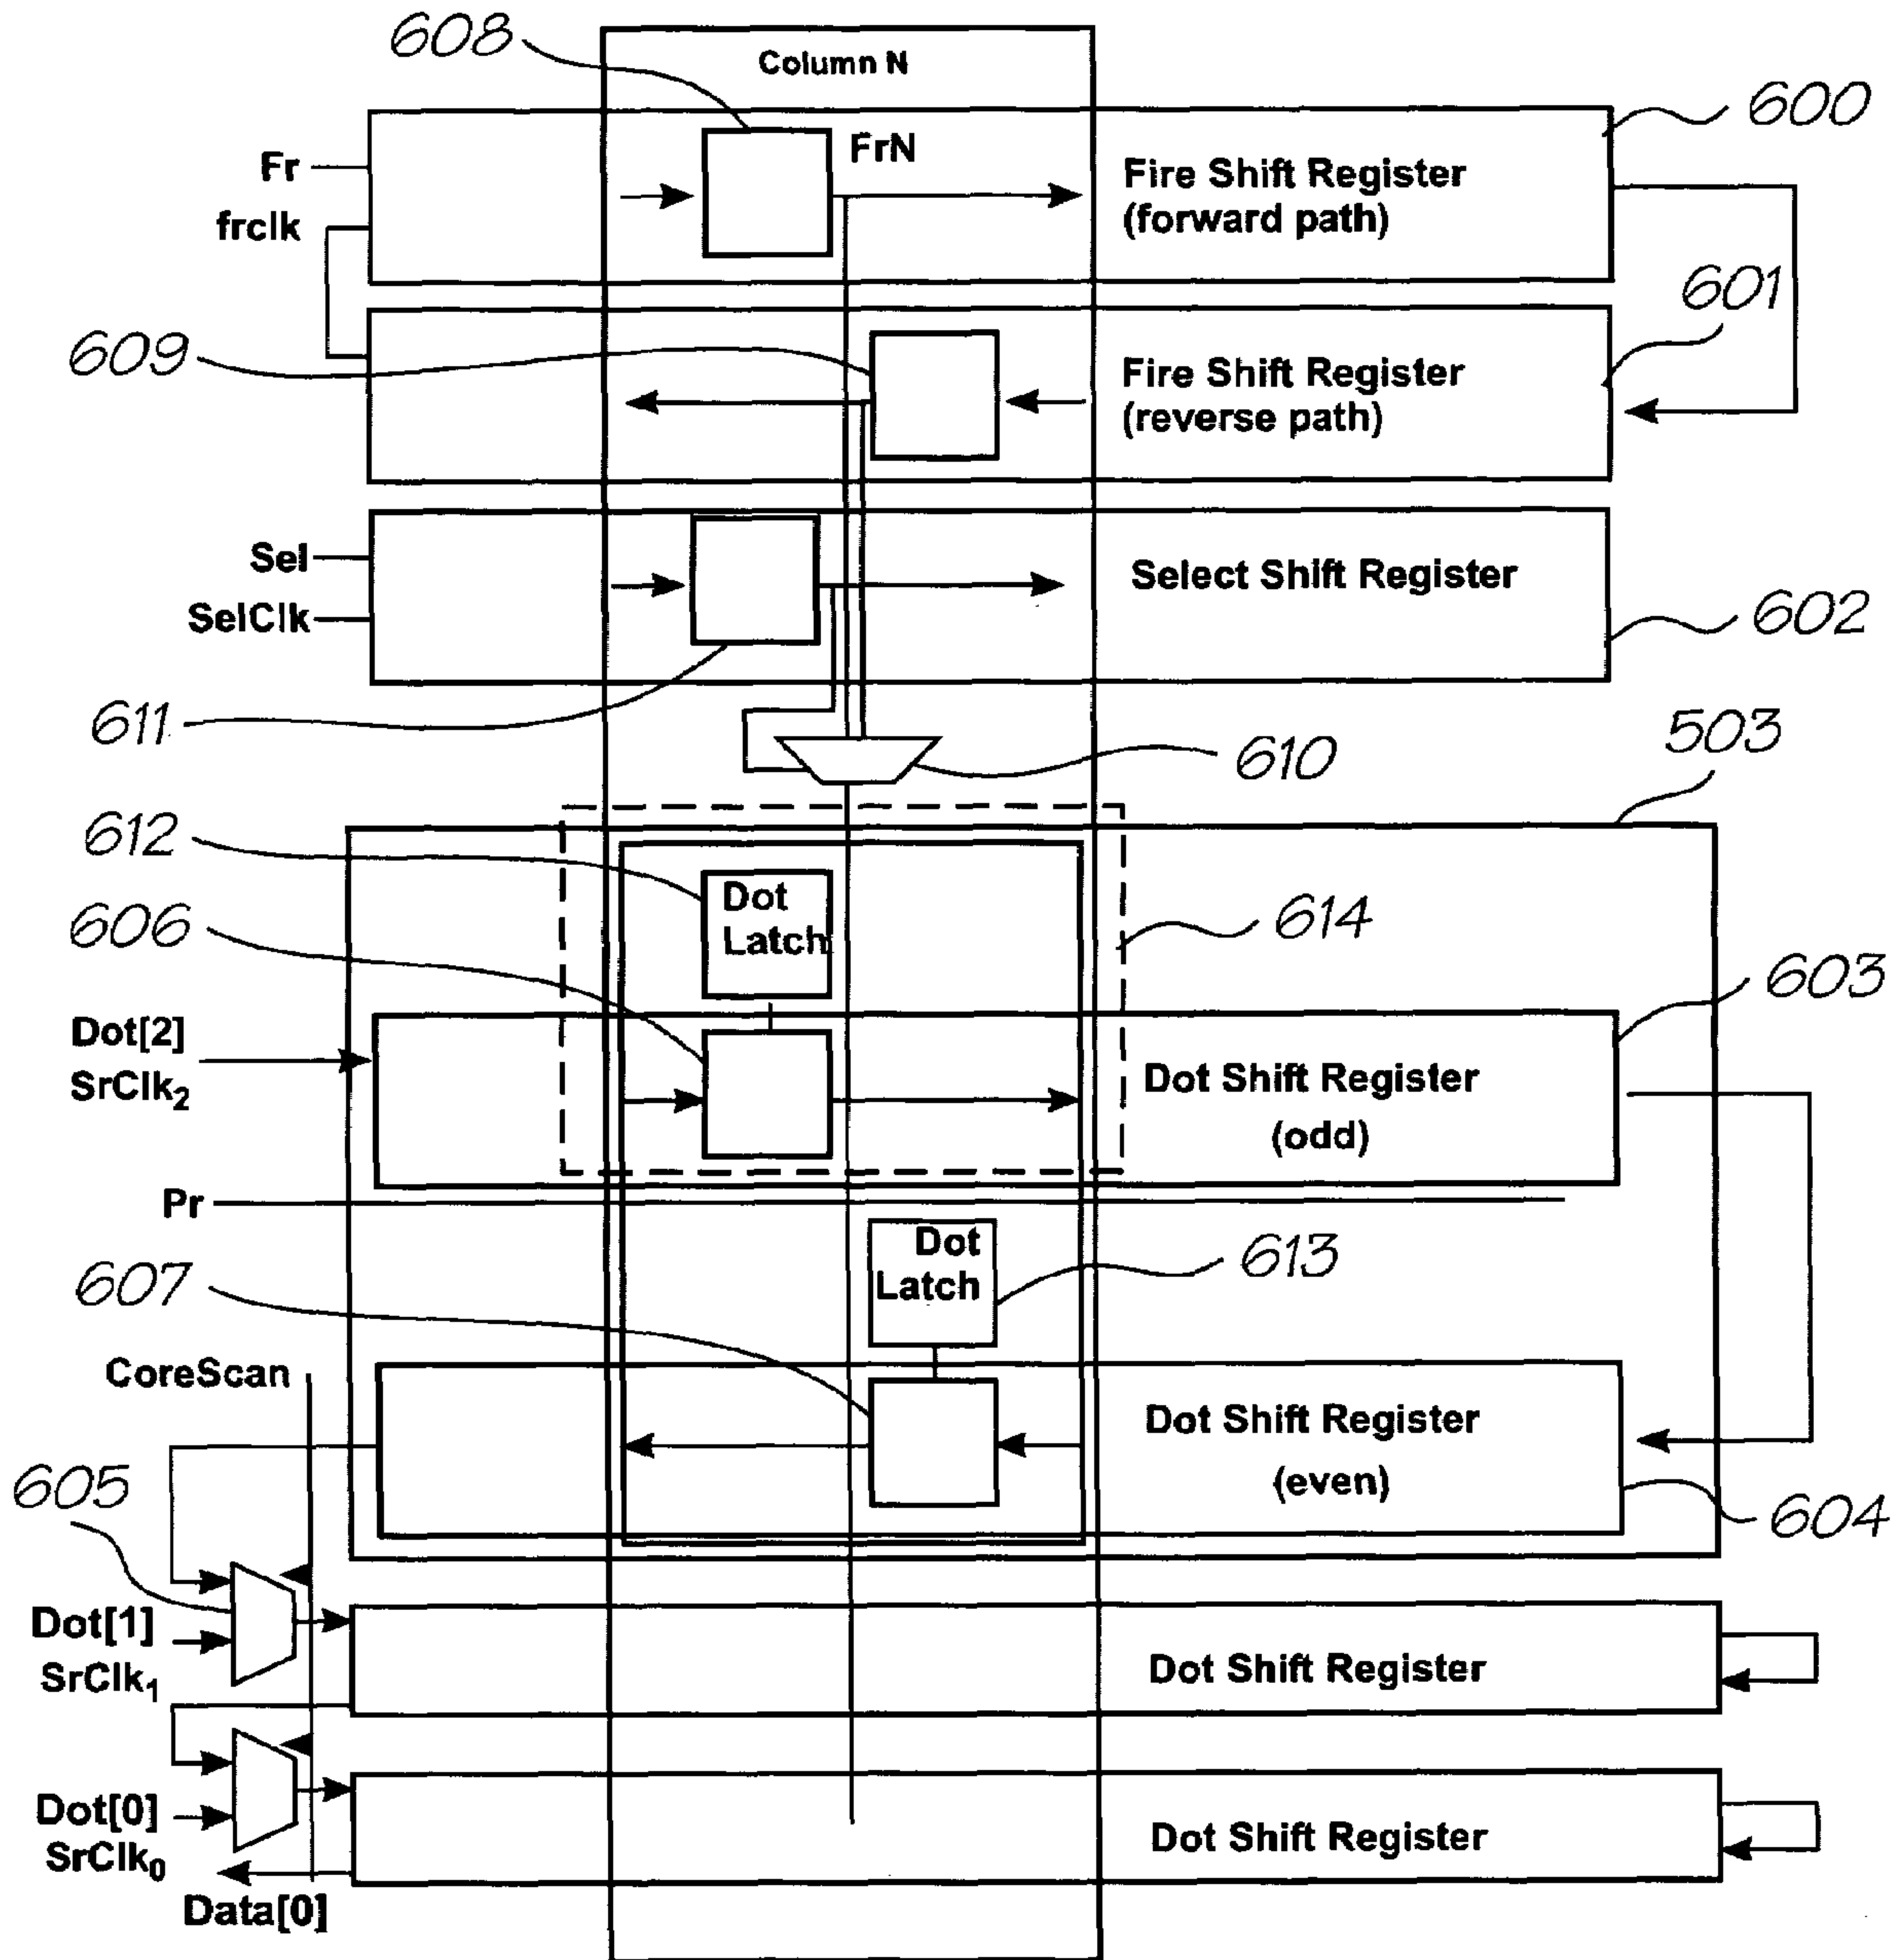 608
Column N
600
Fr
FrN
Fire Shift Register
(forward path)
frclk
601
609
Fire Shift Register
(reverse path)
Sel
Select Shift Register
SelClk
602
611
503
610
612
Dot
Latch
614
606
603
Dot[2]
SrClk2
Dot Shift Register
(odd)
Pr
Dot
Latch
613
607
CoreScan
Dot Shift Register
(even)
605
604
Dot[1]
SrClk1
Dot Shift Register
Dot[0]
SrClk0
Dot Shift Register
Data[0]